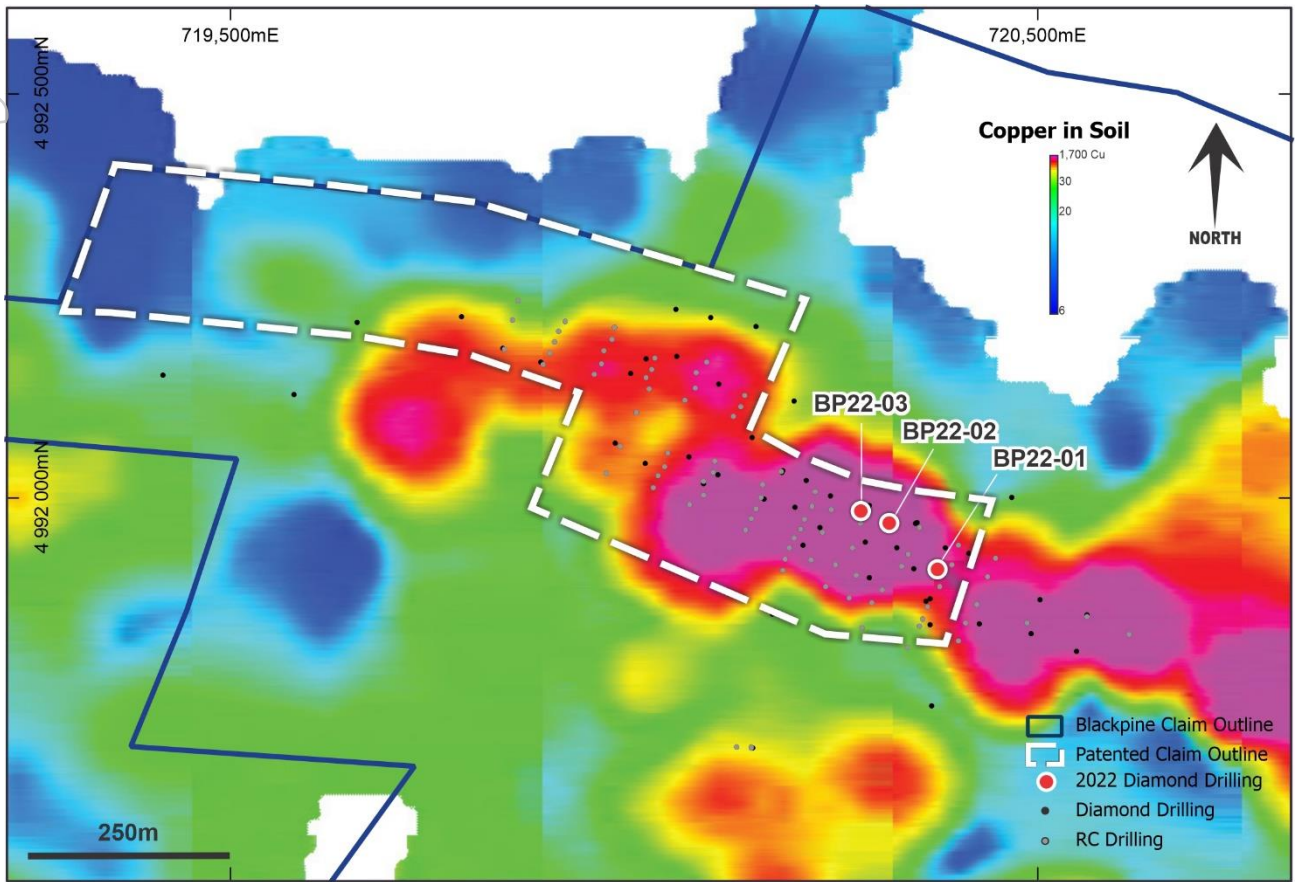 719,500mE
720,500mE
4 992 500mN
Copper in Soil
1,700 Cu
30
20
6
NORTH
BP22-03
BP22-02
BP22-01
4 992 000mN
Blackpine Claim Outline
Patented Claim Outline
2022 Diamond Drilling
Diamond Drilling
RC Drilling
250m